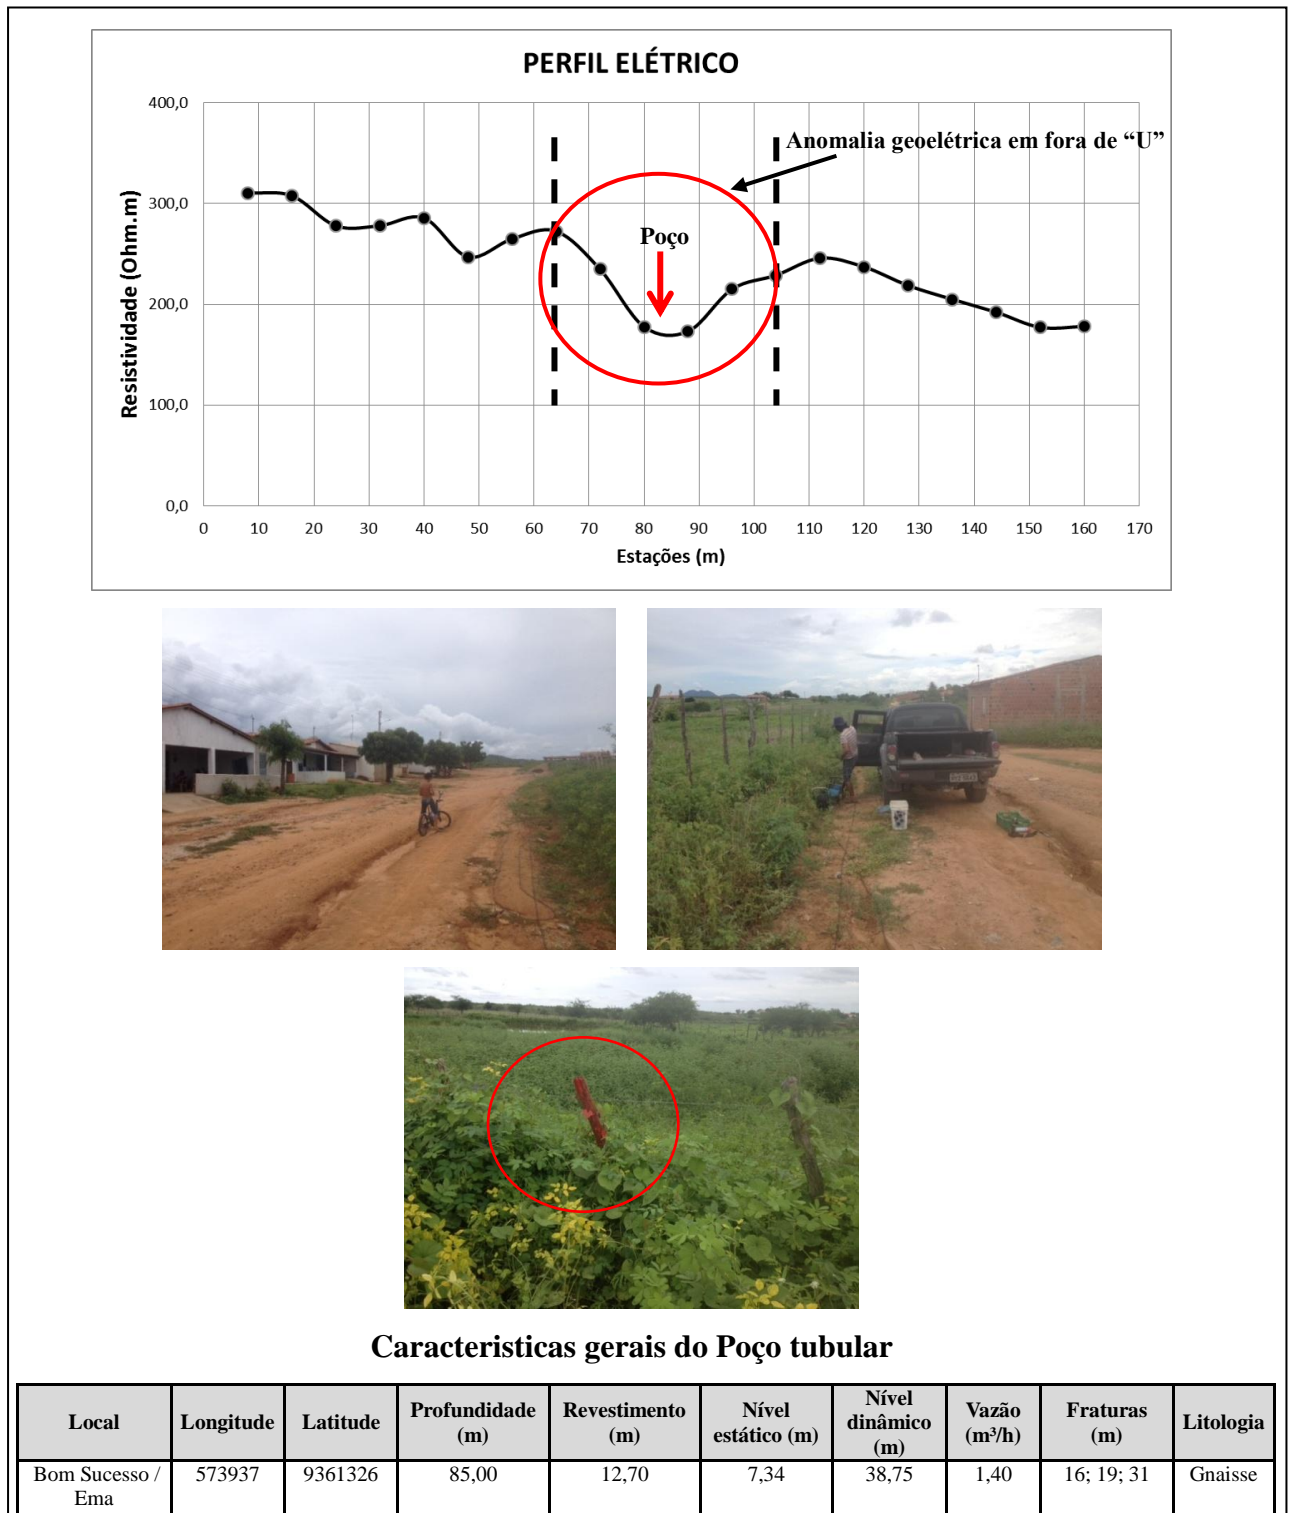 PERFIL ELÉTRICO
400,0
300,0
200,0
100,0
0,0
Resistividade (Ohm.m)
Anomalia geoelétrica em fora de “U”
Poço
0 10 20 30 40 50 60 70 80 90 100 110 120 130 140 150 160 170
Estações (m)
Caracteristicas gerais do Poço tubular
Local Longitude Latitude Profundidade (m) Revestimento (m) Nível estático (m) Nível dinâmico (m) Vazão (m³/h) Fraturas (m) Litologia
Bom Sucesso / Ema 573937 9361326 85,00 12,70 7,34 38,75 1,40 16; 19; 31 Gnaisse